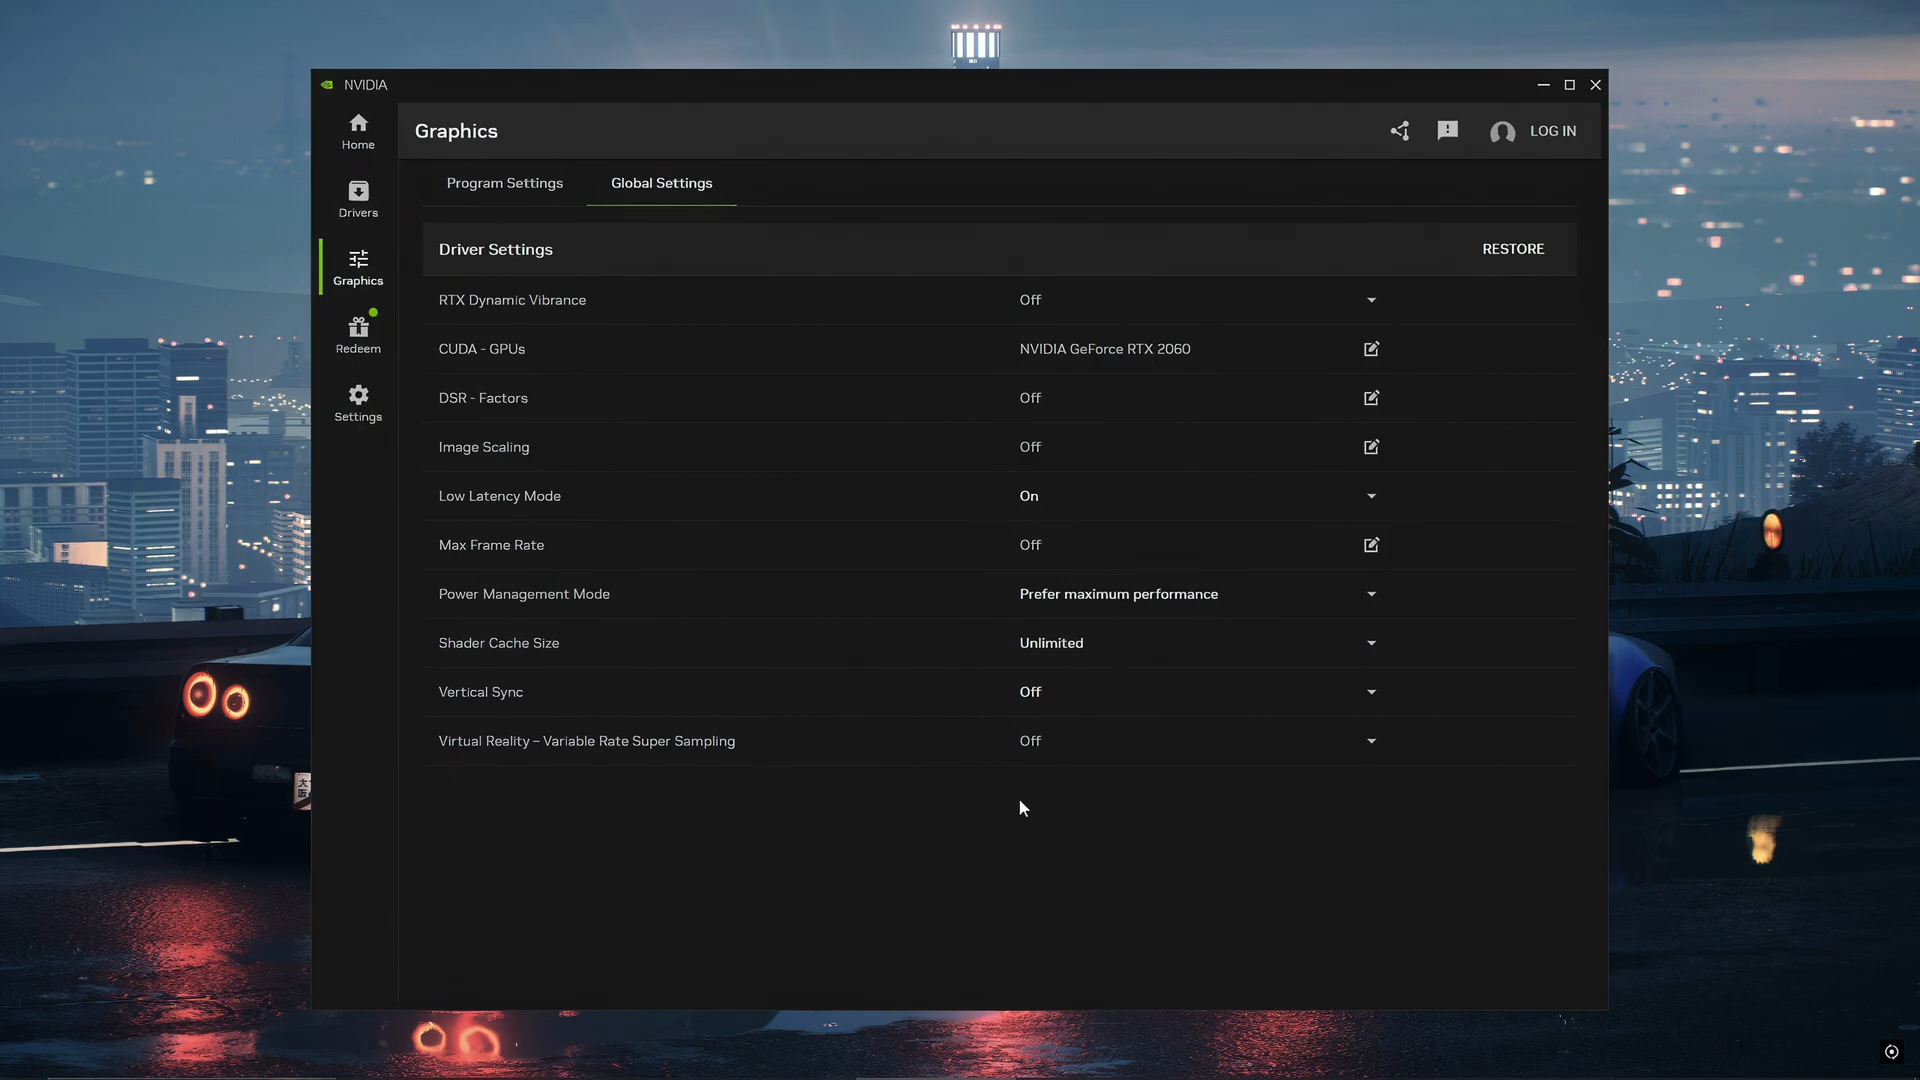 NVIDIA
Home
Drivers
Graphics
Redeem
Settings
Graphics
LOG IN
Program Settings
Global Settings
Driver Settings
RESTORE
RTX Dynamic Vibrance Off
CUDA - GPUs NVIDIA GeForce RTX 2060
DSR - Factors Off
Image Scaling Off
Low Latency Mode On
Max Frame Rate Off
Power Management Mode Prefer maximum performance
Shader Cache Size Unlimited
Vertical Sync Off
Virtual Reality – Variable Rate Super Sampling Off